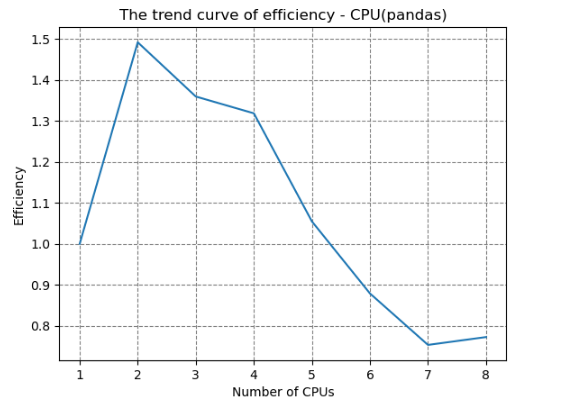 The trend curve of efficiency - CPU(pandas)
1.5
1.4
1.3
1.2
1.1
1.0
0.9
0.8
Efficiency
1 2 3 4 5 6 7 8
Number of CPUs